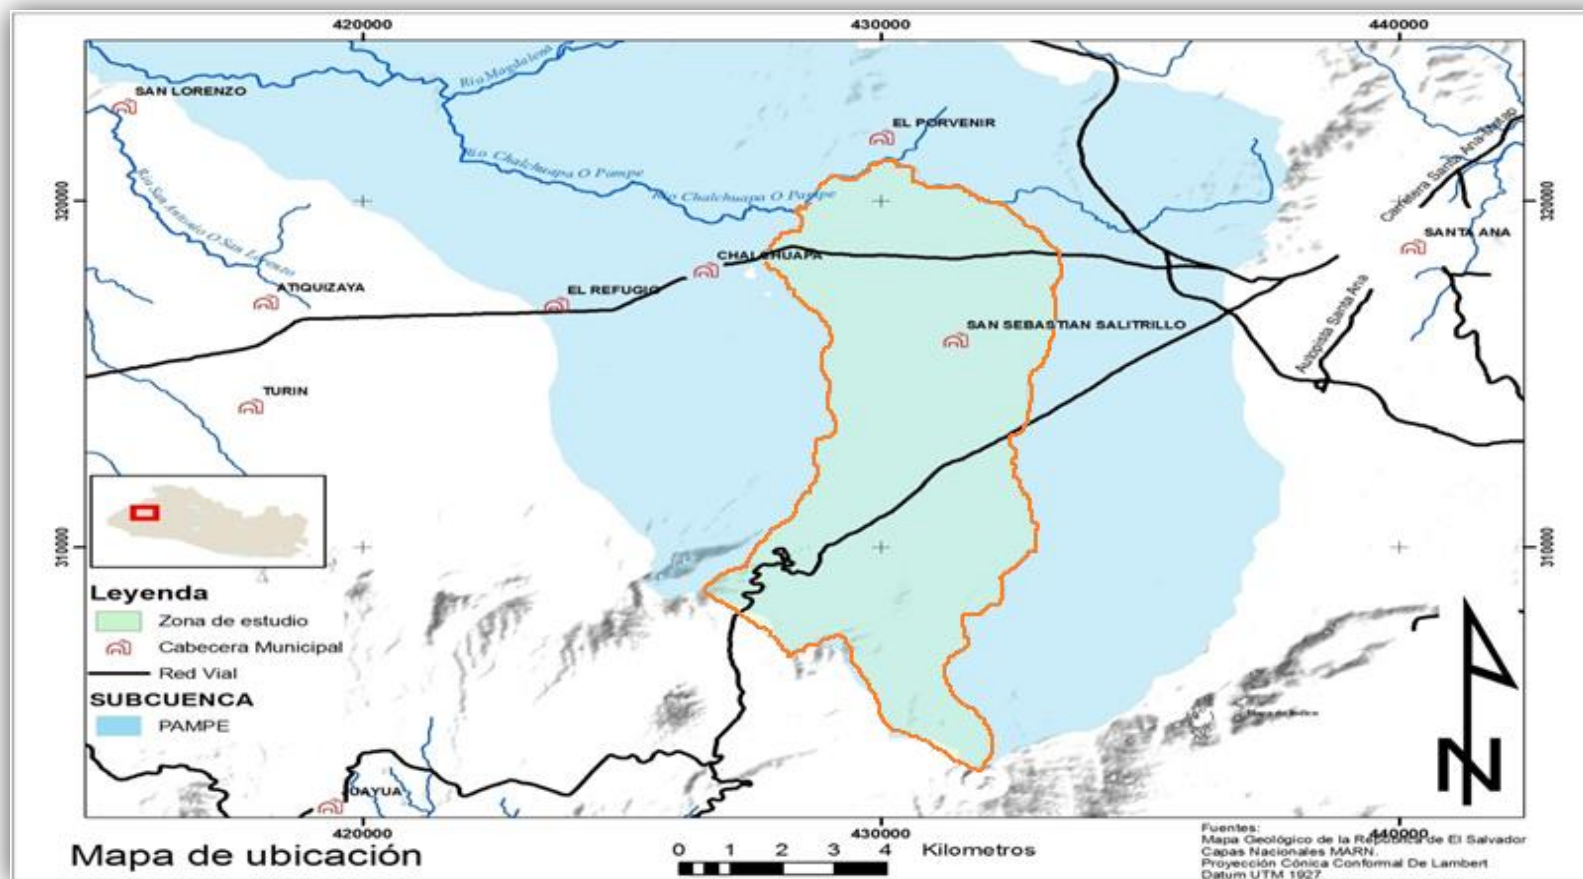 420000
430000
440000
Río Magdalena
SAN LORENZO
EL PORVENIR
Carretera Santa Ana-
Río Chalchuapa O Pampe
Río Chalchuapa O Pampe
320000
320000
Río San Antonio O San Lorenzo
SANTA ANA
CHALCHUAPA
ATIQUIZAYA
EL REFUGIO
Autopista Santa Ana
SAN SEBASTIAN SALITRILLO
TURIN
310000
310000
Leyenda
Zona de estudio
Cabecera Municipal
Red Vial
SUBCUENCA
PAMPE
N
JUAYUA
420000
430000
440000
Mapa de ubicación
0 1 2 3 4
Kilometros
Fuentes:
Mapa Geológico de la República de El Salvador
Capas Nacionales MARN.
Proyección Cónica Conformal De Lambert
Datum UTM 1927